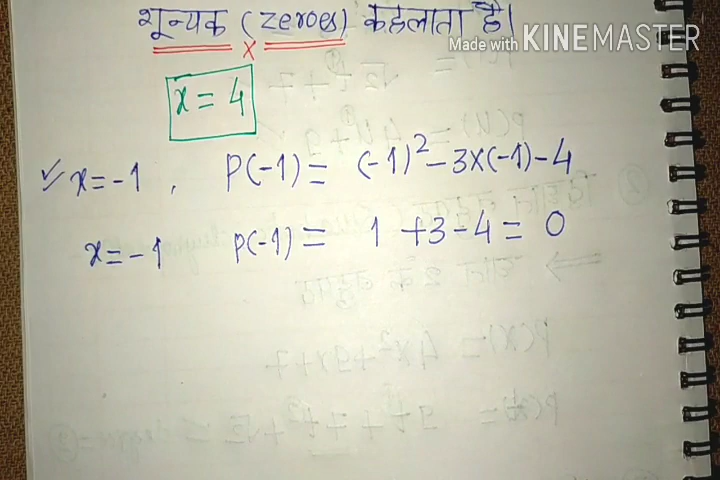 शून्यक (zeroes) कहलाता है।
Made with KINEMASTER
x
x = 4
✓ x = -1 , P(-1) = (-1)² - 3x(-1) - 4
x = -1 P(-1) = 1 + 3 - 4 = 0